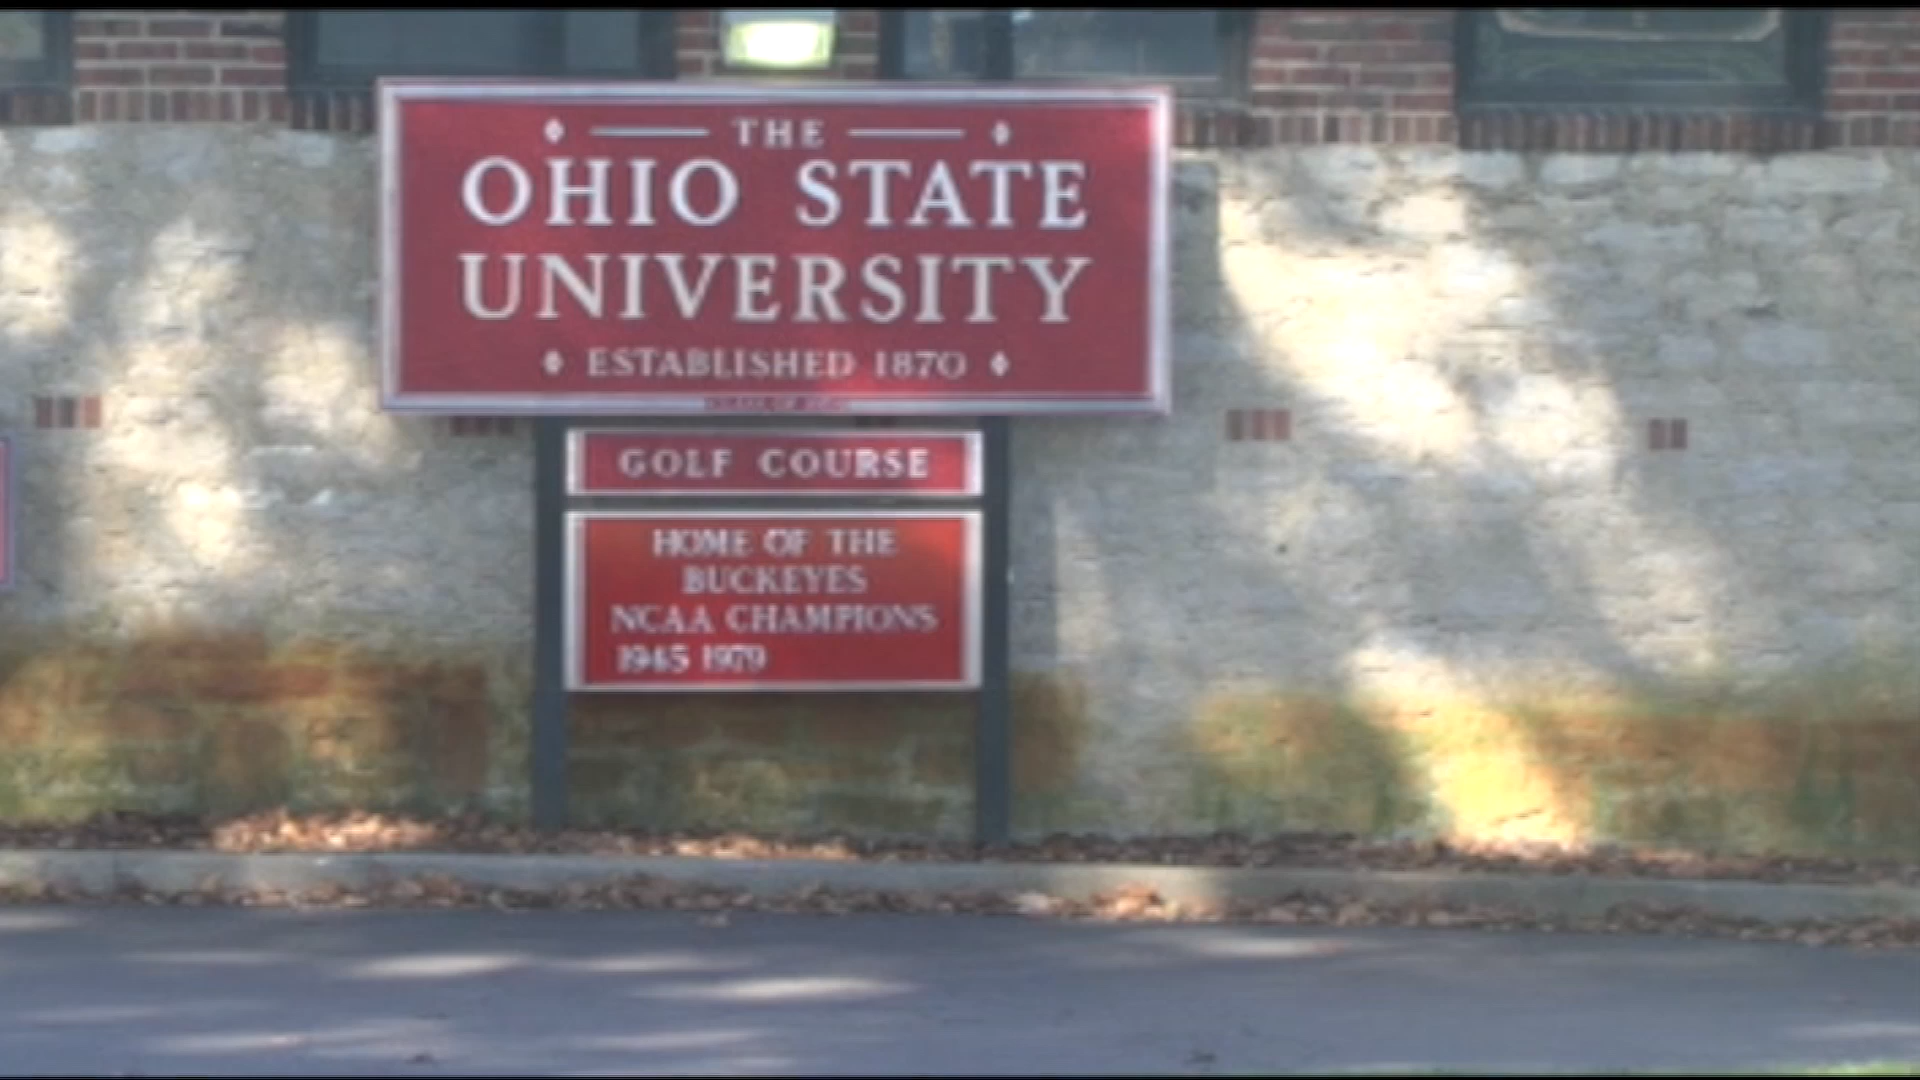 THE
OHIO STATE
UNIVERSITY
ESTABLISHED 1870
GOLF COURSE
HOME OF THE
BUCKEYES
NCAA CHAMPIONS
1945 1979